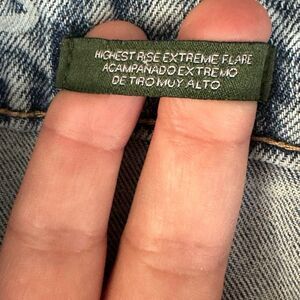 HIGHEST RISE EXTREME FLARE
ACAMPANADO EXTREMO
DE TIRO MUY ALTO